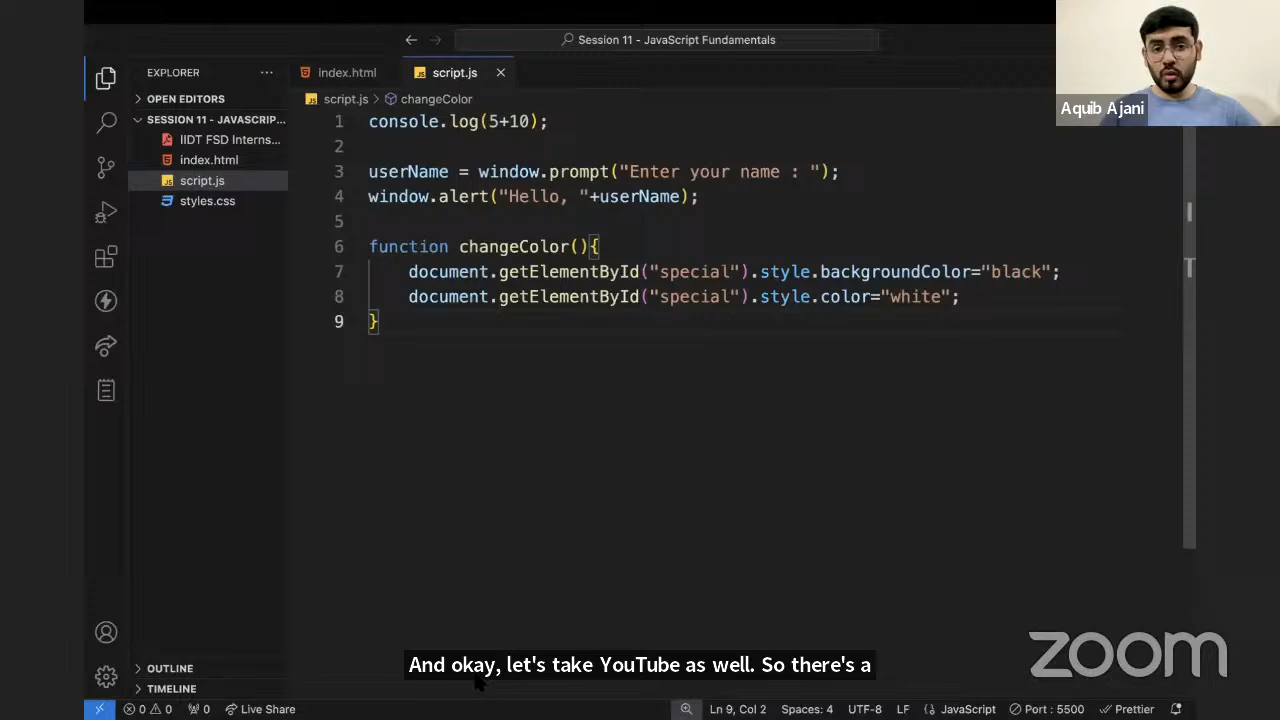 Session 11 - JavaScript Fundamentals
Aquib Ajani
EXPLORER
index.html
script.js
script.js > changeColor
OPEN EDITORS
SESSION 11 - JAVASCRIP...
IIDT FSD Interns...
index.html
script.js
styles.css
1 console.log(5+10);
2
3 userName = window.prompt("Enter your name : ");
4 window.alert("Hello, "+userName);
5
6 function changeColor(){
7 document.getElementById("special").style.backgroundColor="black";
8 document.getElementById("special").style.color="white";
9 }
OUTLINE
TIMELINE
And okay, let's take YouTube as well. So there's a
zoom
0 0 0 Live Share Ln 9, Col 2 Spaces: 4 UTF-8 LF {} JavaScript Port : 5500 Prettier